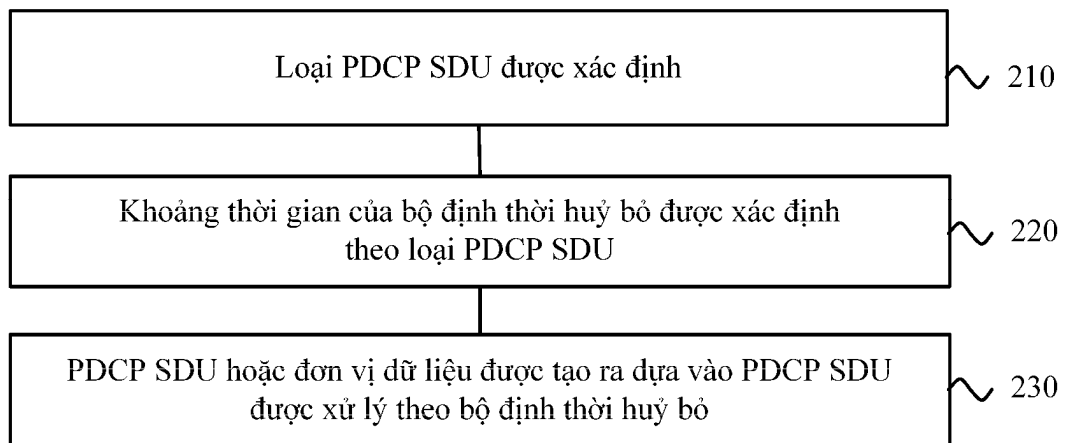 Loại PDCP SDU được xác định
210
Khoảng thời gian của bộ định thời huỷ bỏ được xác định
theo loại PDCP SDU
220
PDCP SDU hoặc đơn vị dữ liệu được tạo ra dựa vào PDCP SDU
được xử lý theo bộ định thời huỷ bỏ
230